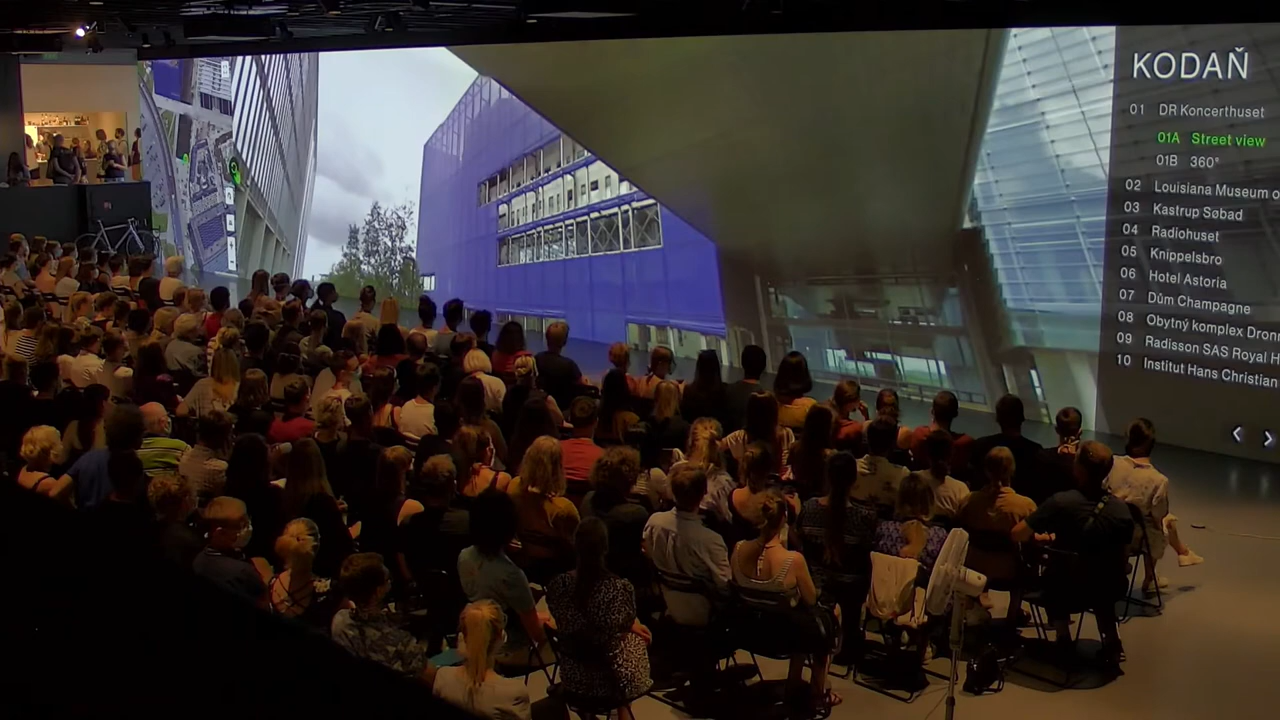 KODAŇ
01 DR Koncerthuset
01A Street view
01B 360°
02 Louisiana Museum o
03 Kastrup Søbad
04 Radiohuset
05 Knippelsbro
06 Hotel Astoria
07 Dům Champagne
08 Obytný komplex Dronn
09 Radisson SAS Royal H
10 Institut Hans Christian